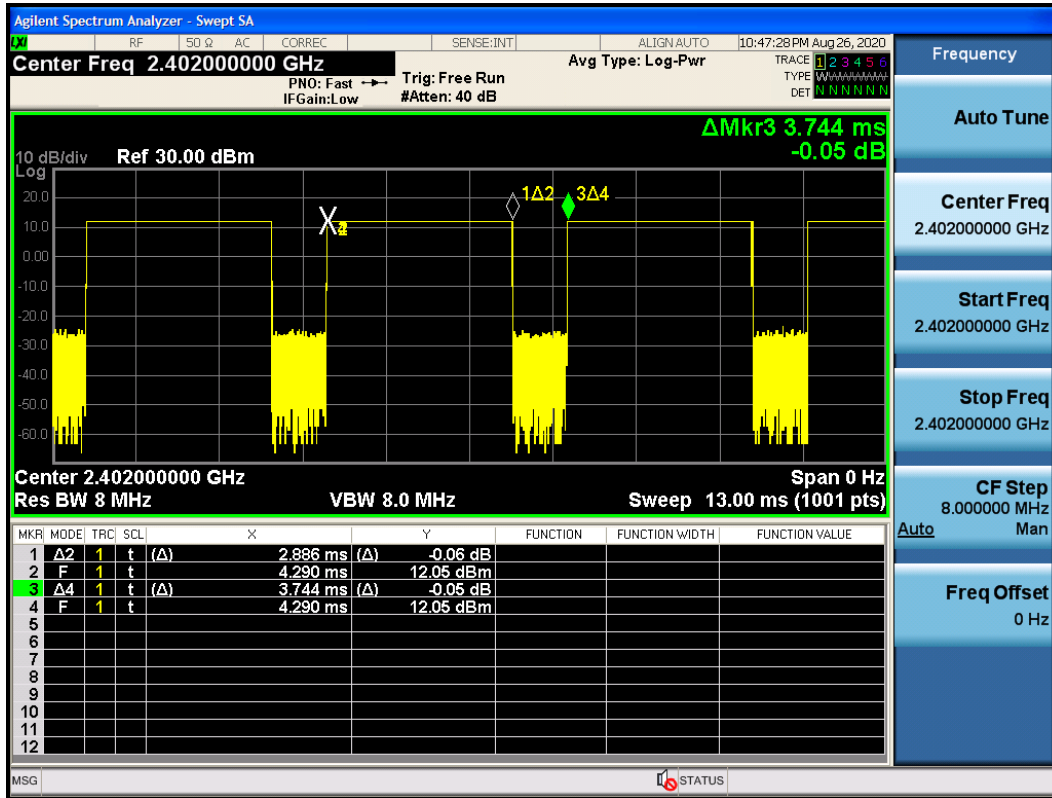 Agilent Spectrum Analyzer - Swept SA
LXI RF 50 Ω AC CORREC SENSE:INT ALIGNAUTO 10:47:28 PM Aug 26, 2020
Center Freq 2.402000000 GHz Avg Type: Log-Pwr TRACE 1 2 3 4 5 6
PNO: Fast Trig: Free Run TYPE
IFGain:Low #Atten: 40 dB DET N N N N N N
ΔMkr3 3.744 ms
-0.05 dB
10 dB/div Ref 30.00 dBm
Log
20.0
1Δ2 3Δ4
10.0
0.00
-10.0
-20.0
-30.0
-40.0
-50.0
-60.0
Center 2.402000000 GHz Span 0 Hz
Res BW 8 MHz VBW 8.0 MHz Sweep 13.00 ms (1001 pts)
MKR MODE TRC SCL X Y FUNCTION FUNCTION WIDTH FUNCTION VALUE
1 Δ2 1 t (Δ) 2.886 ms (Δ) -0.06 dB
2 F 1 t 4.290 ms 12.05 dBm
3 Δ4 1 t (Δ) 3.744 ms (Δ) -0.05 dB
4 F 1 t 4.290 ms 12.05 dBm
5
6
7
8
9
10
11
12
MSG STATUS
Frequency
Auto Tune
Center Freq
2.402000000 GHz
Start Freq
2.402000000 GHz
Stop Freq
2.402000000 GHz
CF Step
8.000000 MHz
Auto Man
Freq Offset
0 Hz